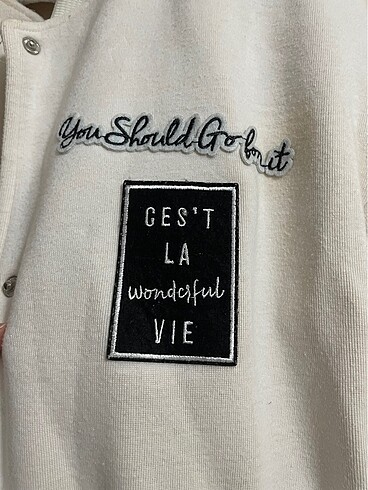 You Should Go for it
CES'T
LA
wonderful
VIE